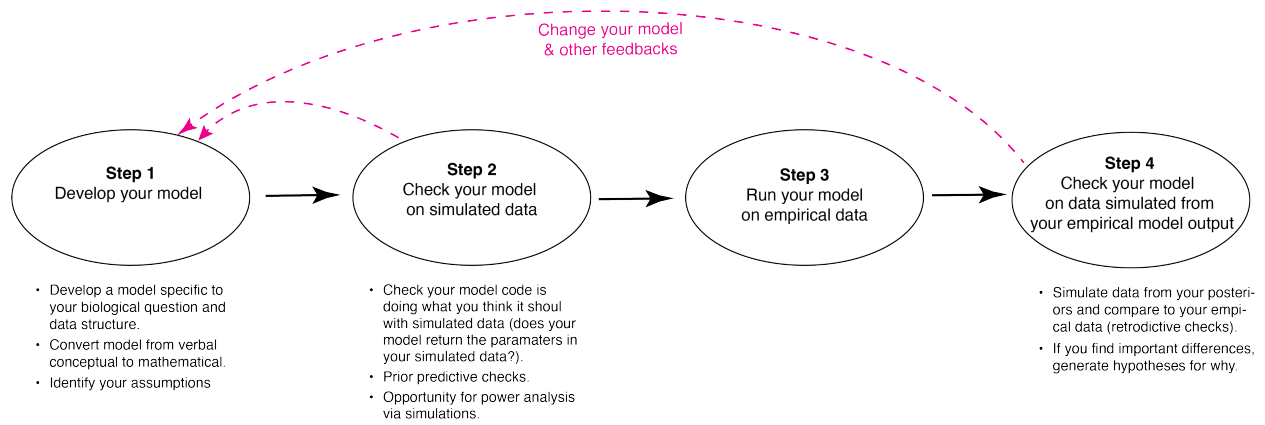 Change your model
& other feedbacks
Step 1
Develop your model
Step 2
Check your model
on simulated data
Step 3
Run your model
on empirical data
Step 4
Check your model
on data simulated from
your empirical model output
• Develop a model specific to
your biological question and
data structure.
• Convert model from verbal
conceptual to mathematical.
• Identify your assumptions
• Check your model code is
doing what you think it shoul
with simulated data (does your
model return the paramaters in
your simulated data?).
• Prior predictive checks.
• Opportunity for power analysis
via simulations.
• Simulate data from your posteri-
ors and compare to your empi-
cal data (retrodictive checks).
• If you find important differences,
generate hypotheses for why.